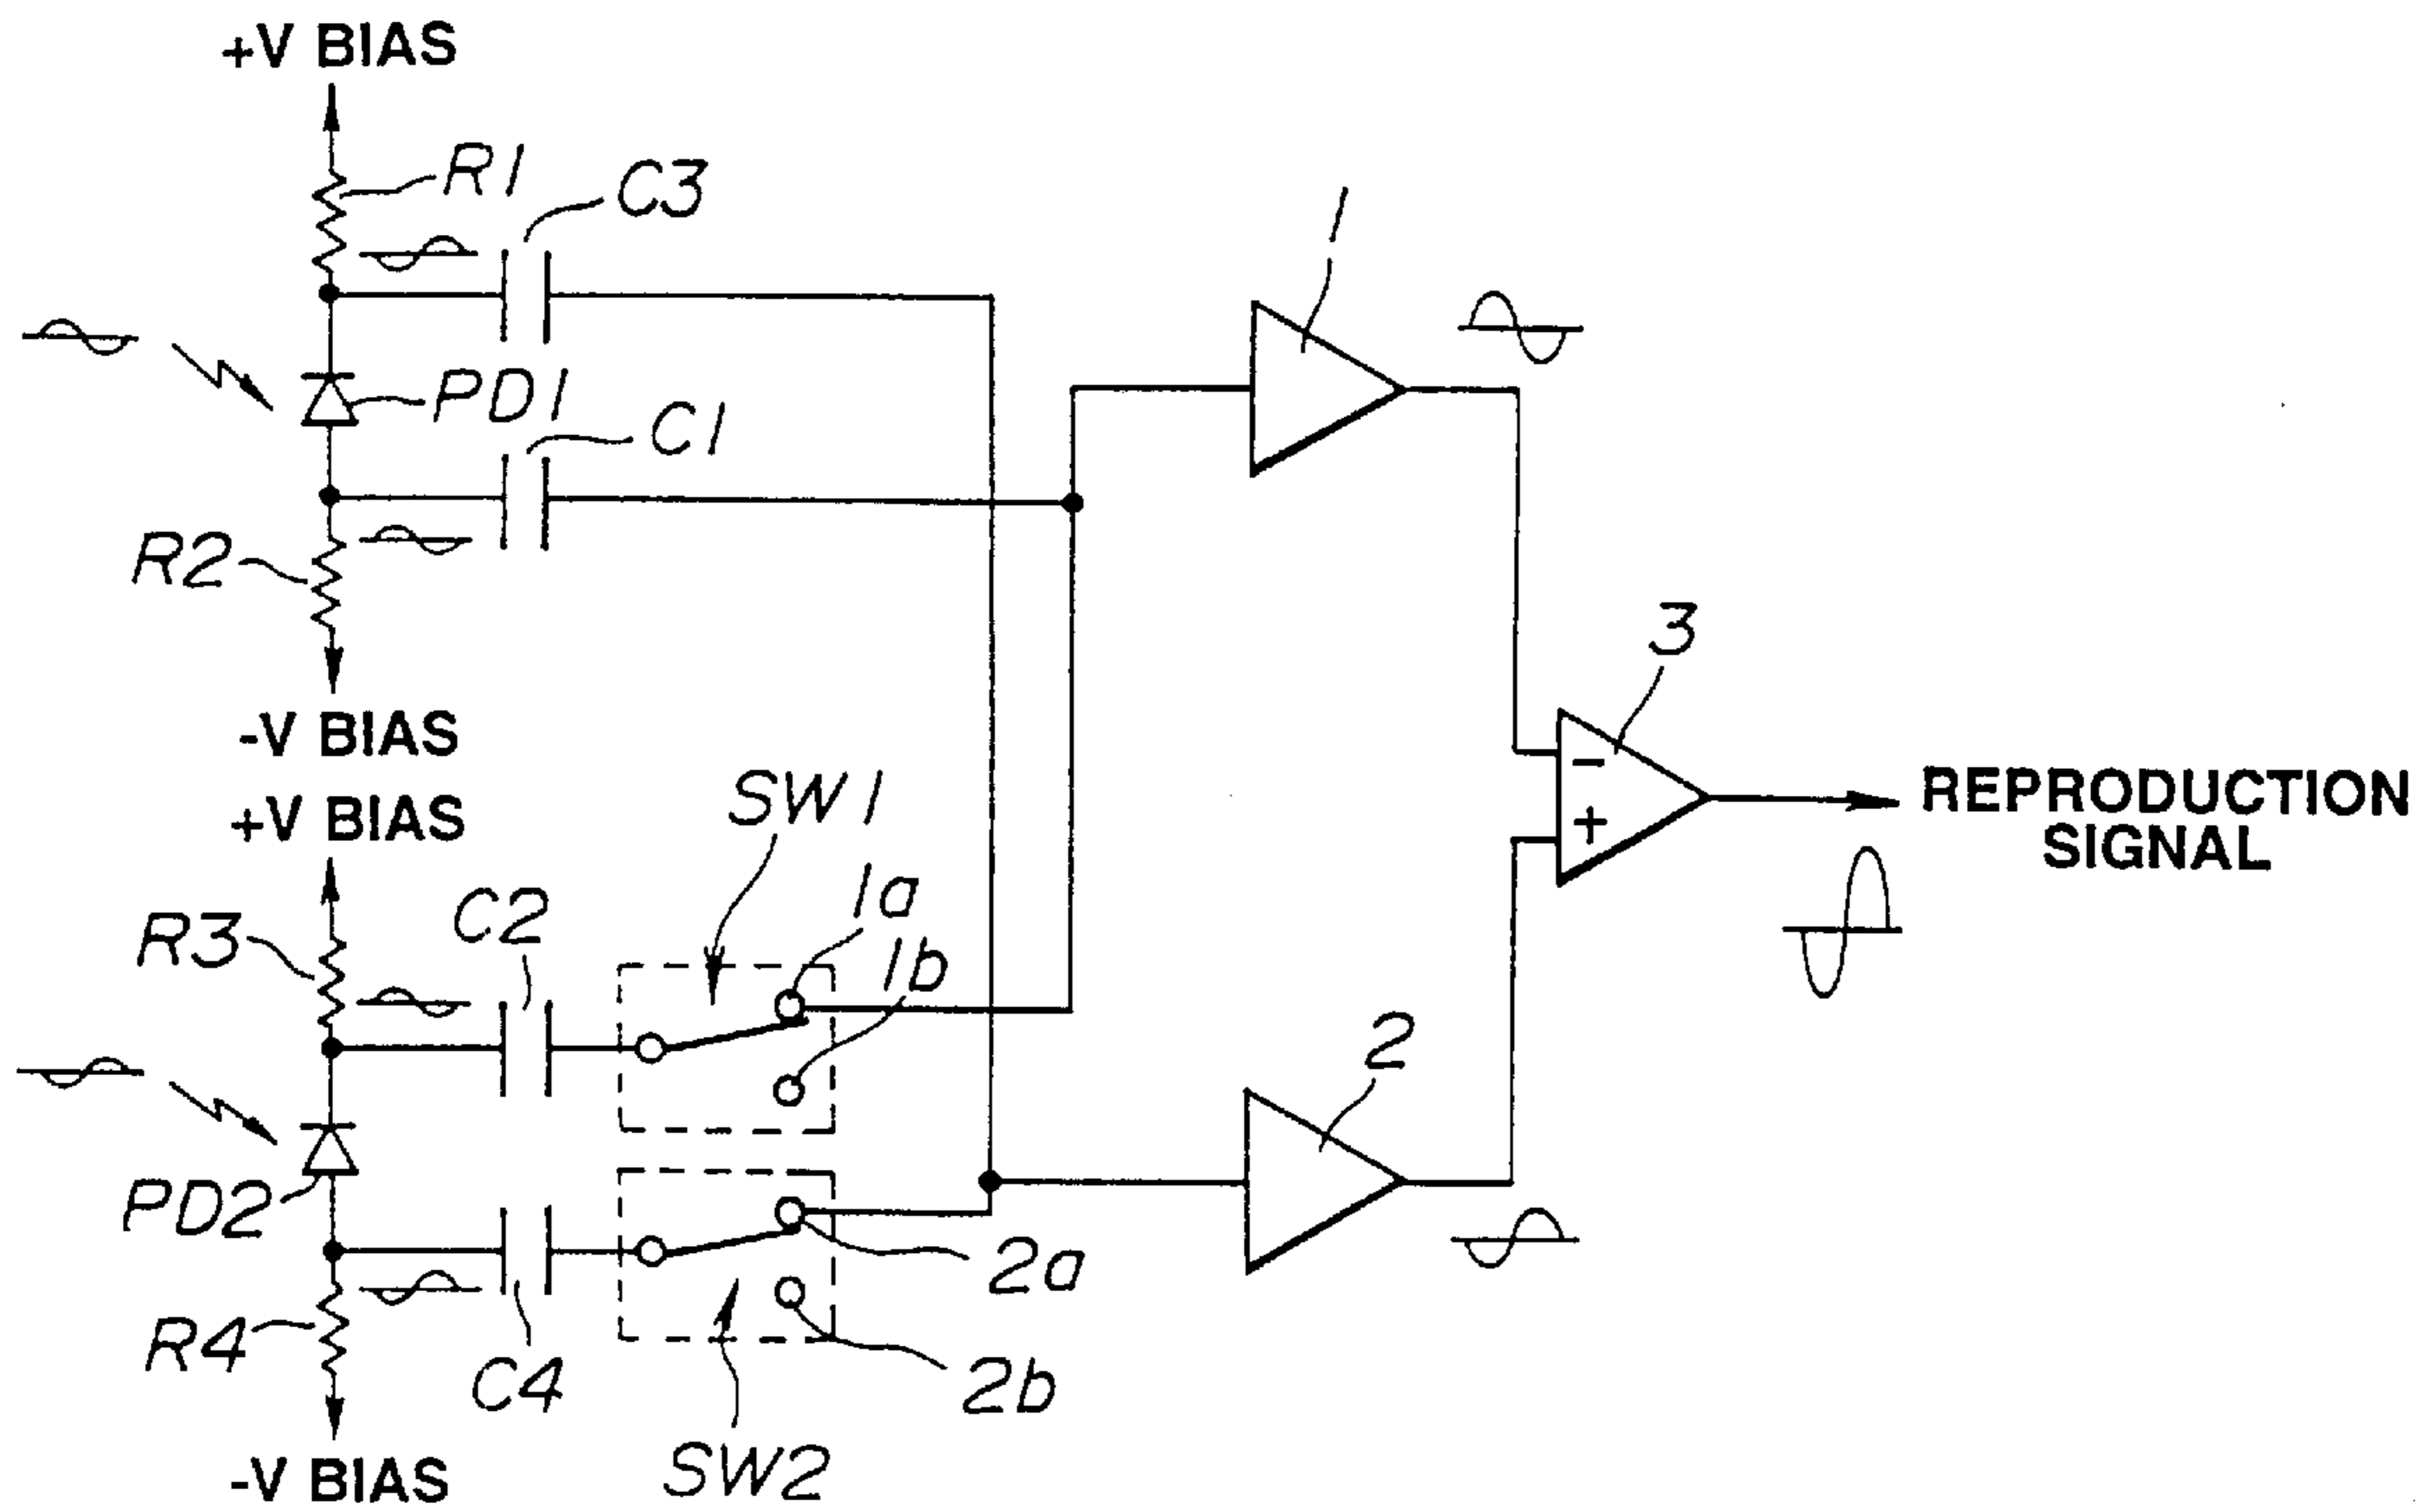 +V BIAS
R1
C3
1
PD1
C1
R2
3
-V BIAS
SW1
REPRODUCTION
SIGNAL
-
+
+V BIAS
1a
C2
R3
1b
2
PD2
2a
R4
C4
2b
SW2
-V BIAS